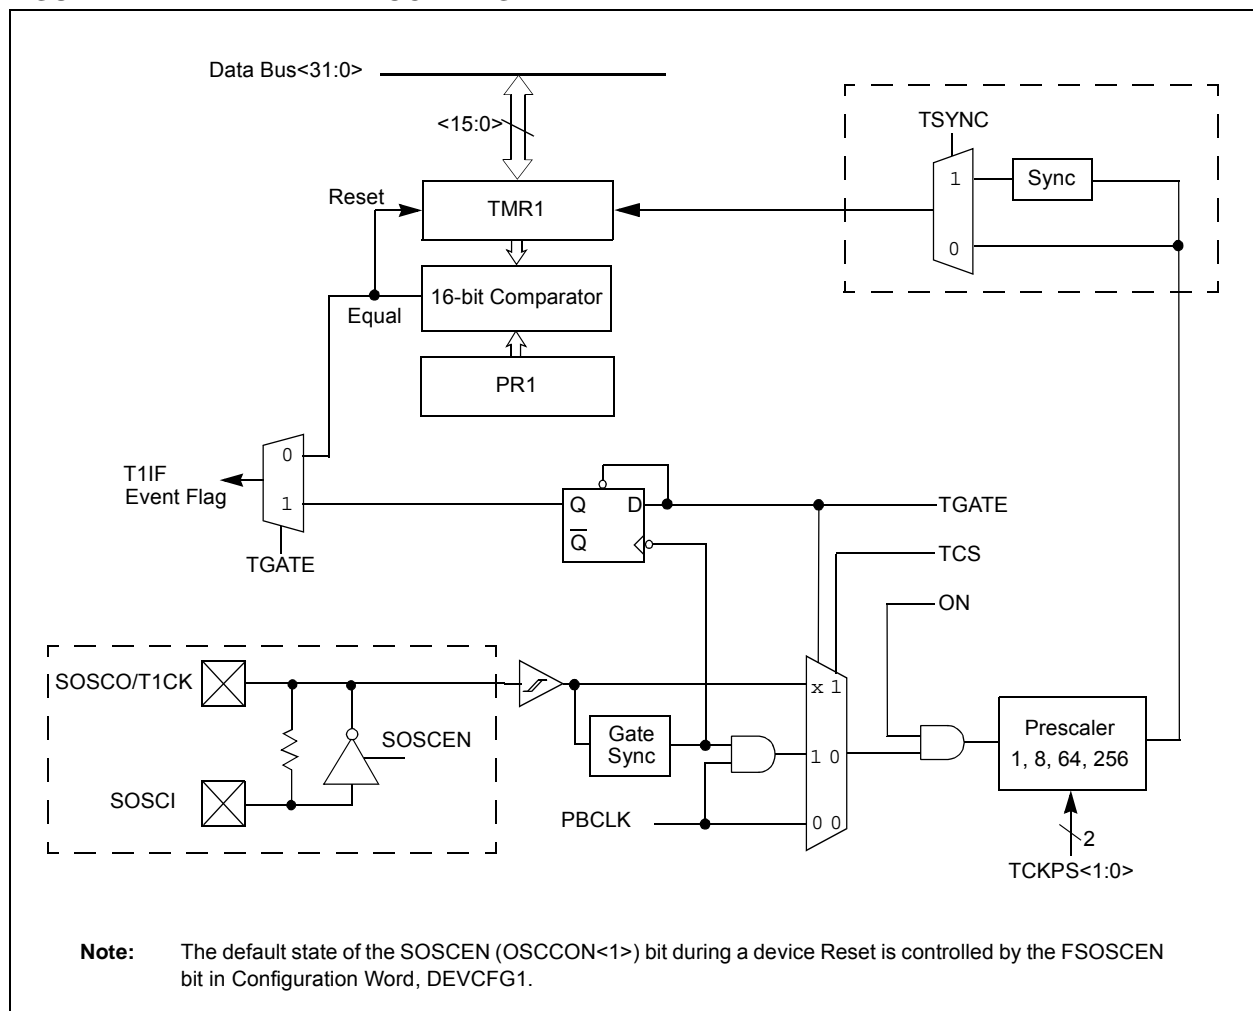 Data Bus<31:0>
<15:0>
TSYNC
1
Sync
0
Reset
TMR1
16-bit Comparator
Equal
PR1
0
T1IF
Event Flag
1
TGATE
Q D
Q
TGATE
TCS
ON
SOSCO/T1CK
SOSCEN
SOSCI
Gate
Sync
PBCLK
x 1
1 0
0 0
Prescaler
1, 8, 64, 256
2
TCKPS<1:0>
Note: The default state of the SOSCEN (OSCCON<1>) bit during a device Reset is controlled by the FSOSCEN
bit in Configuration Word, DEVCFG1.